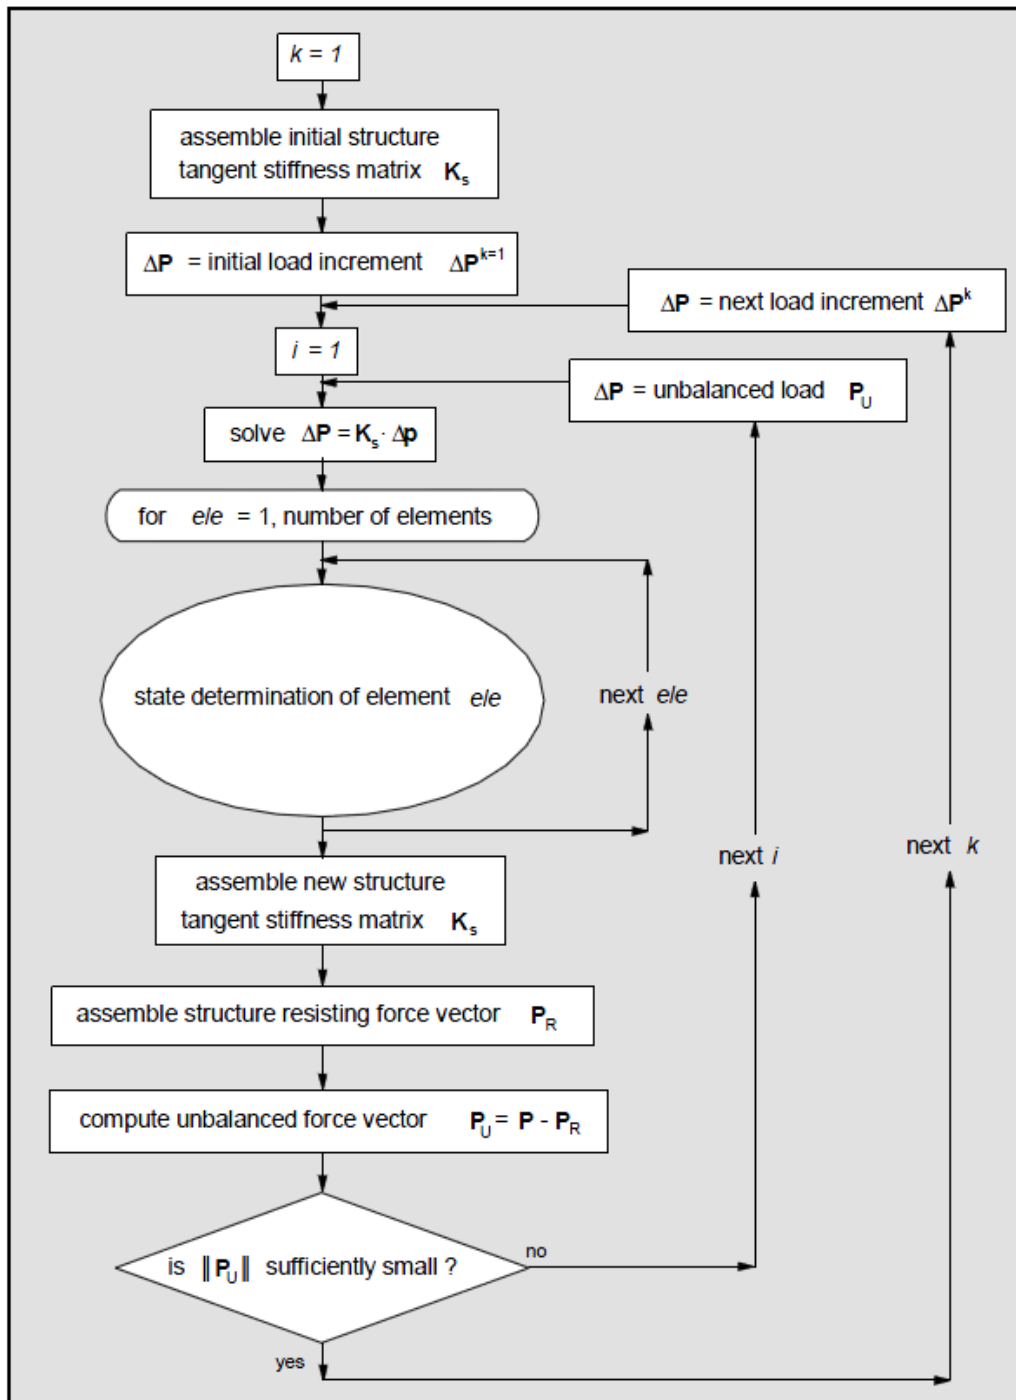 k = 1
assemble initial structure
tangent stiffness matrix K_s
ΔP = initial load increment ΔP^{k=1}
ΔP = next load increment ΔP^k
i = 1
ΔP = unbalanced load P_U
solve ΔP = K_s · Δp
for ele = 1, number of elements
state determination of element ele
next ele
next i
next k
assemble new structure
tangent stiffness matrix K_s
assemble structure resisting force vector P_R
compute unbalanced force vector P_U = P - P_R
is ‖P_U‖ sufficiently small ?
no
yes